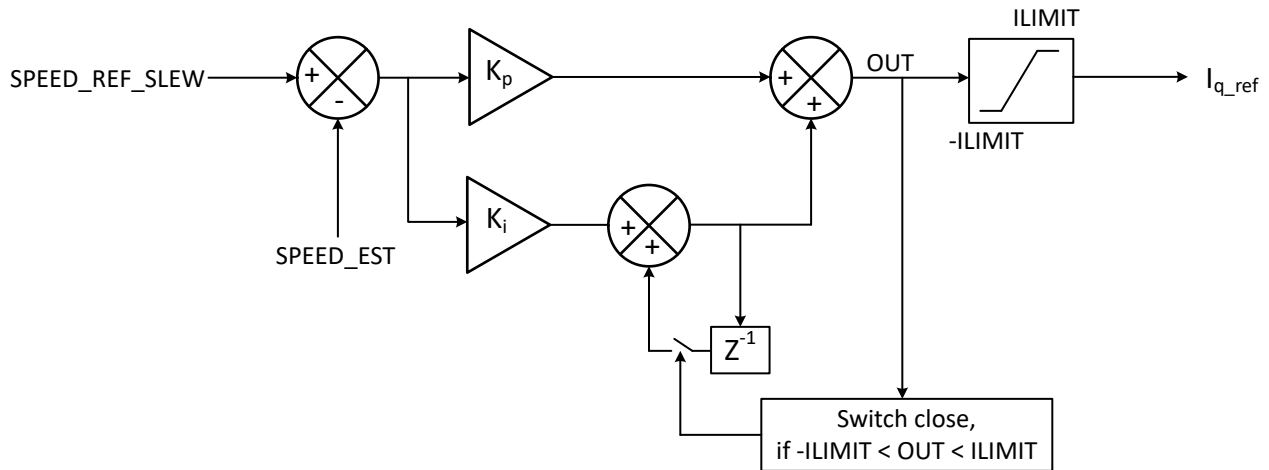 ILIMIT
SPEED_REF_SLEW
+
-
Kp
+
+
OUT
Iq_ref
-ILIMIT
Ki
+
+
SPEED_EST
Z-1
Switch close,
if -ILIMIT < OUT < ILIMIT